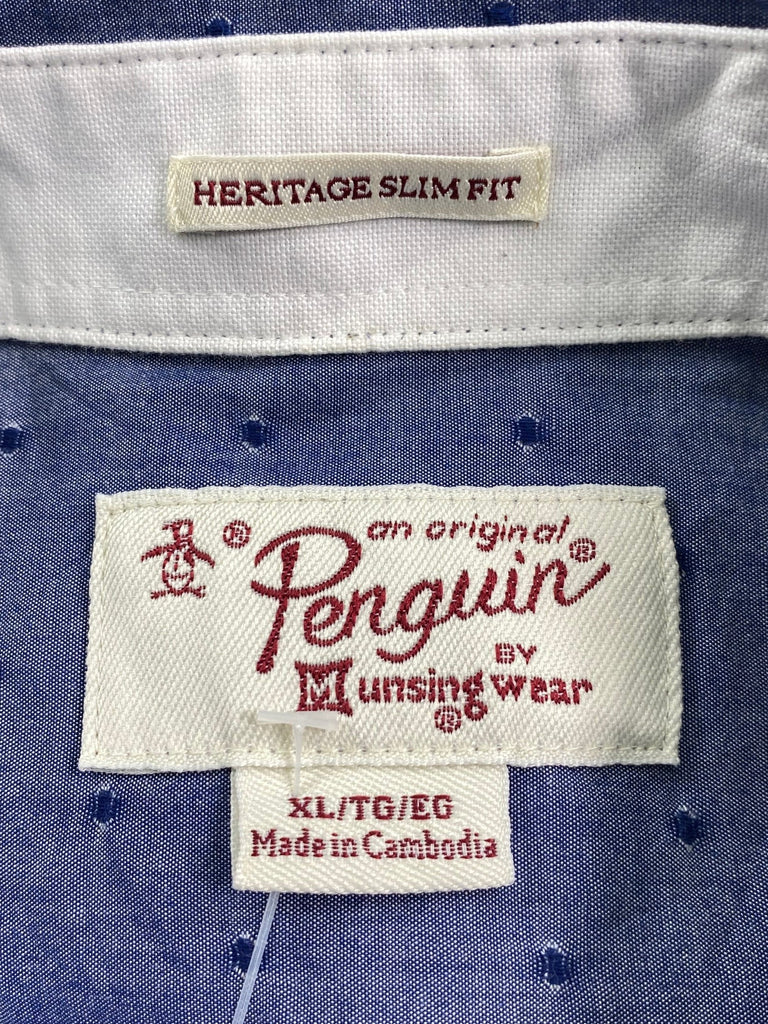 HERITAGE SLIM FIT
an original
Penguin®
BY
Munsingwear®
XL/TG/EG
Made in Cambodia